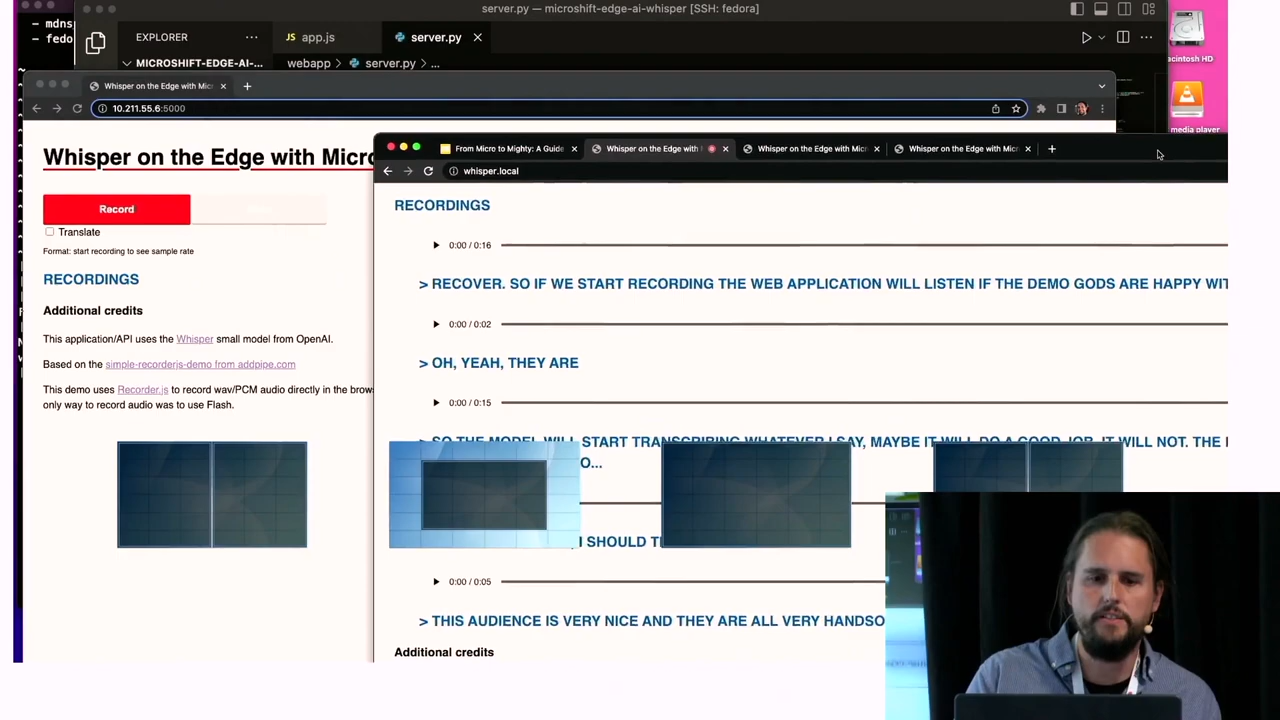 server.py — microshift-edge-ai-whisper [SSH: fedora]
- mdns
- fedo
EXPLORER
app.js
server.py
MICROSHIFT-EDGE-AI-...
webapp > server.py > ...
Macintosh HD
media player
Whisper on the Edge with Mic
10.211.55.6:5000
Whisper on the Edge with Micro
Record
Translate
Format: start recording to see sample rate
RECORDINGS
Additional credits
This application/API uses the Whisper small model from OpenAI.
Based on the simple-recorderjs-demo from addpipe.com
This demo uses Recorder.js to record wav/PCM audio directly in the brows
only way to record audio was to use Flash.
From Micro to Mighty: A Guide
Whisper on the Edge with
Whisper on the Edge with Micr
Whisper on the Edge with Micr
whisper.local
RECORDINGS
0:00 / 0:16
> RECOVER. SO IF WE START RECORDING THE WEB APPLICATION WILL LISTEN IF THE DEMO GODS ARE HAPPY WIT
0:00 / 0:02
> OH, YEAH, THEY ARE
0:00 / 0:15
> SO THE MODEL WILL START TRANSCRIBING WHATEVER I SAY, MAYBE IT WILL DO A GOOD JOB, IT WILL NOT. THE
O...
I SHOULD T
0:00 / 0:05
> THIS AUDIENCE IS VERY NICE AND THEY ARE ALL VERY HANDSO
Additional credits